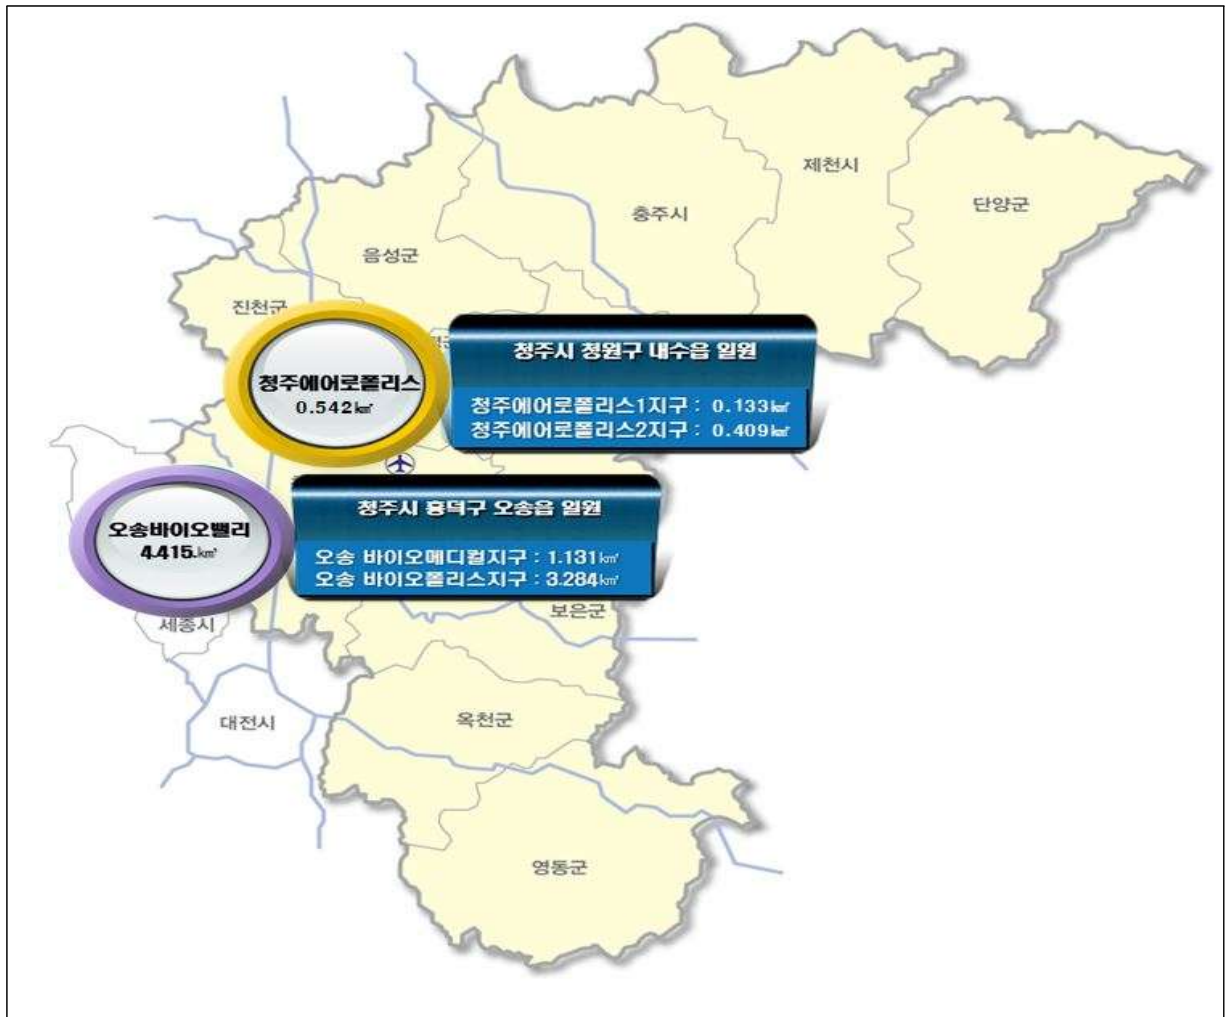 제천시
단양군
충주시
음성군
진천군
청주에어로폴리스
0.542㎢
청주시 청원구 내수읍 일원
청주에어로폴리스1지구 : 0.133㎢
청주에어로폴리스2지구 : 0.409㎢
오송바이오밸리
4.415.㎢
청주시 흥덕구 오송읍 일원
오송 바이오메디컬지구 : 1.131㎢
오송 바이오폴리스지구 : 3.284㎢
보은군
세종시
대전시
옥천군
영동군